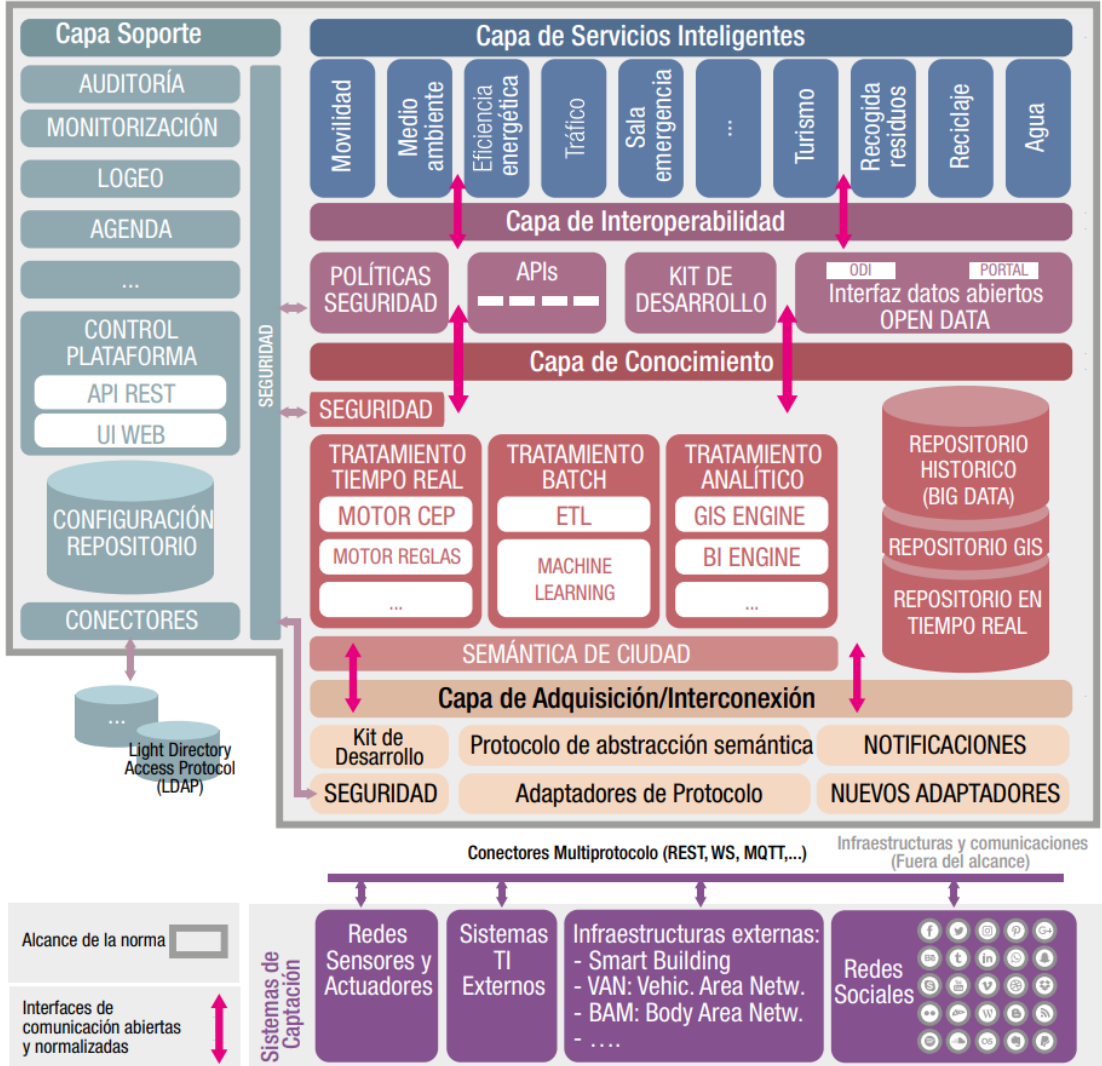 Capa Soporte
AUDITORÍA
MONITORIZACIÓN
LOGEO
AGENDA
...
CONTROL
PLATAFORMA
API REST
UI WEB
CONFIGURACIÓN
REPOSITORIO
CONECTORES
SEGURIDAD
...
Light Directory
Access Protocol
(LDAP)
Capa de Servicios Inteligentes
Movilidad
Medio
ambiente
Eficiencia
energética
Tráfico
Sala
emergencia
...
Turismo
Recogida
residuos
Reciclaje
Agua
Capa de Interoperabilidad
POLÍTICAS
SEGURIDAD
APIs
KIT DE
DESARROLLO
ODI
PORTAL
Interfaz datos abiertos
OPEN DATA
Capa de Conocimiento
SEGURIDAD
TRATAMIENTO
TIEMPO REAL
MOTOR CEP
MOTOR REGLAS
...
TRATAMIENTO
BATCH
ETL
MACHINE
LEARNING
TRATAMIENTO
ANALÍTICO
GIS ENGINE
BI ENGINE
...
REPOSITORIO
HISTORICO
(BIG DATA)
REPOSITORIO GIS
REPOSITORIO EN
TIEMPO REAL
SEMÁNTICA DE CIUDAD
Capa de Adquisición/Interconexión
Kit de
Desarrollo
Protocolo de abstracción semántica
NOTIFICACIONES
SEGURIDAD
Adaptadores de Protocolo
NUEVOS ADAPTADORES
Conectores Multiprotocolo (REST, WS, MQTT,...)
Infraestructuras y comunicaciones
(Fuera del alcance)
Alcance de la norma
Interfaces de
comunicación abiertas
y normalizadas
Sistemas de
Captación
Redes
Sensores y
Actuadores
Sistemas
TI
Externos
Infraestructuras externas:
- Smart Building
- VAN: Vehic. Area Netw.
- BAM: Body Area Netw.
- ....
Redes
Sociales